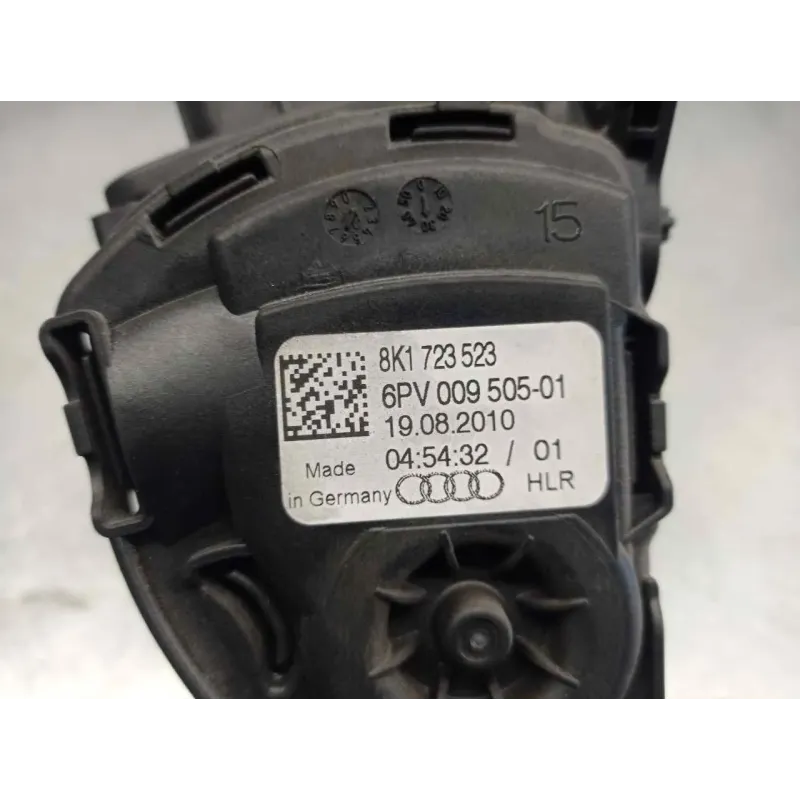 15
8K1 723 523
6PV 009 505-01
19.08.2010
Made 04:54:32 / 01
in Germany HLR